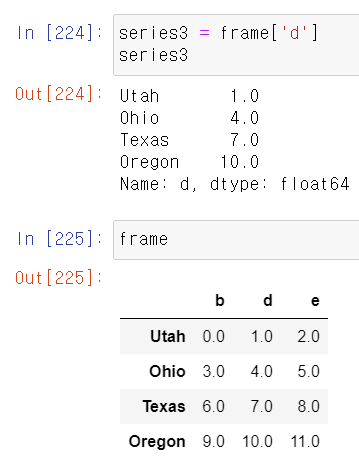 In [224]: series3 = frame['d']
series3
Out[224]: Utah 1.0
Ohio 4.0
Texas 7.0
Oregon 10.0
Name: d, dtype: float64
In [225]: frame
Out[225]:
b d e
Utah 0.0 1.0 2.0
Ohio 3.0 4.0 5.0
Texas 6.0 7.0 8.0
Oregon 9.0 10.0 11.0